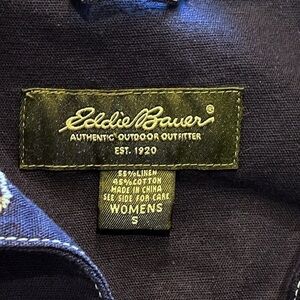 Eddie Bauer®
AUTHENTIC OUTDOOR OUTFITTER
EST. 1920
55%LINEN
45%COTTON
MADE IN CHINA
SEE SIDE FOR CARE
WOMENS
S